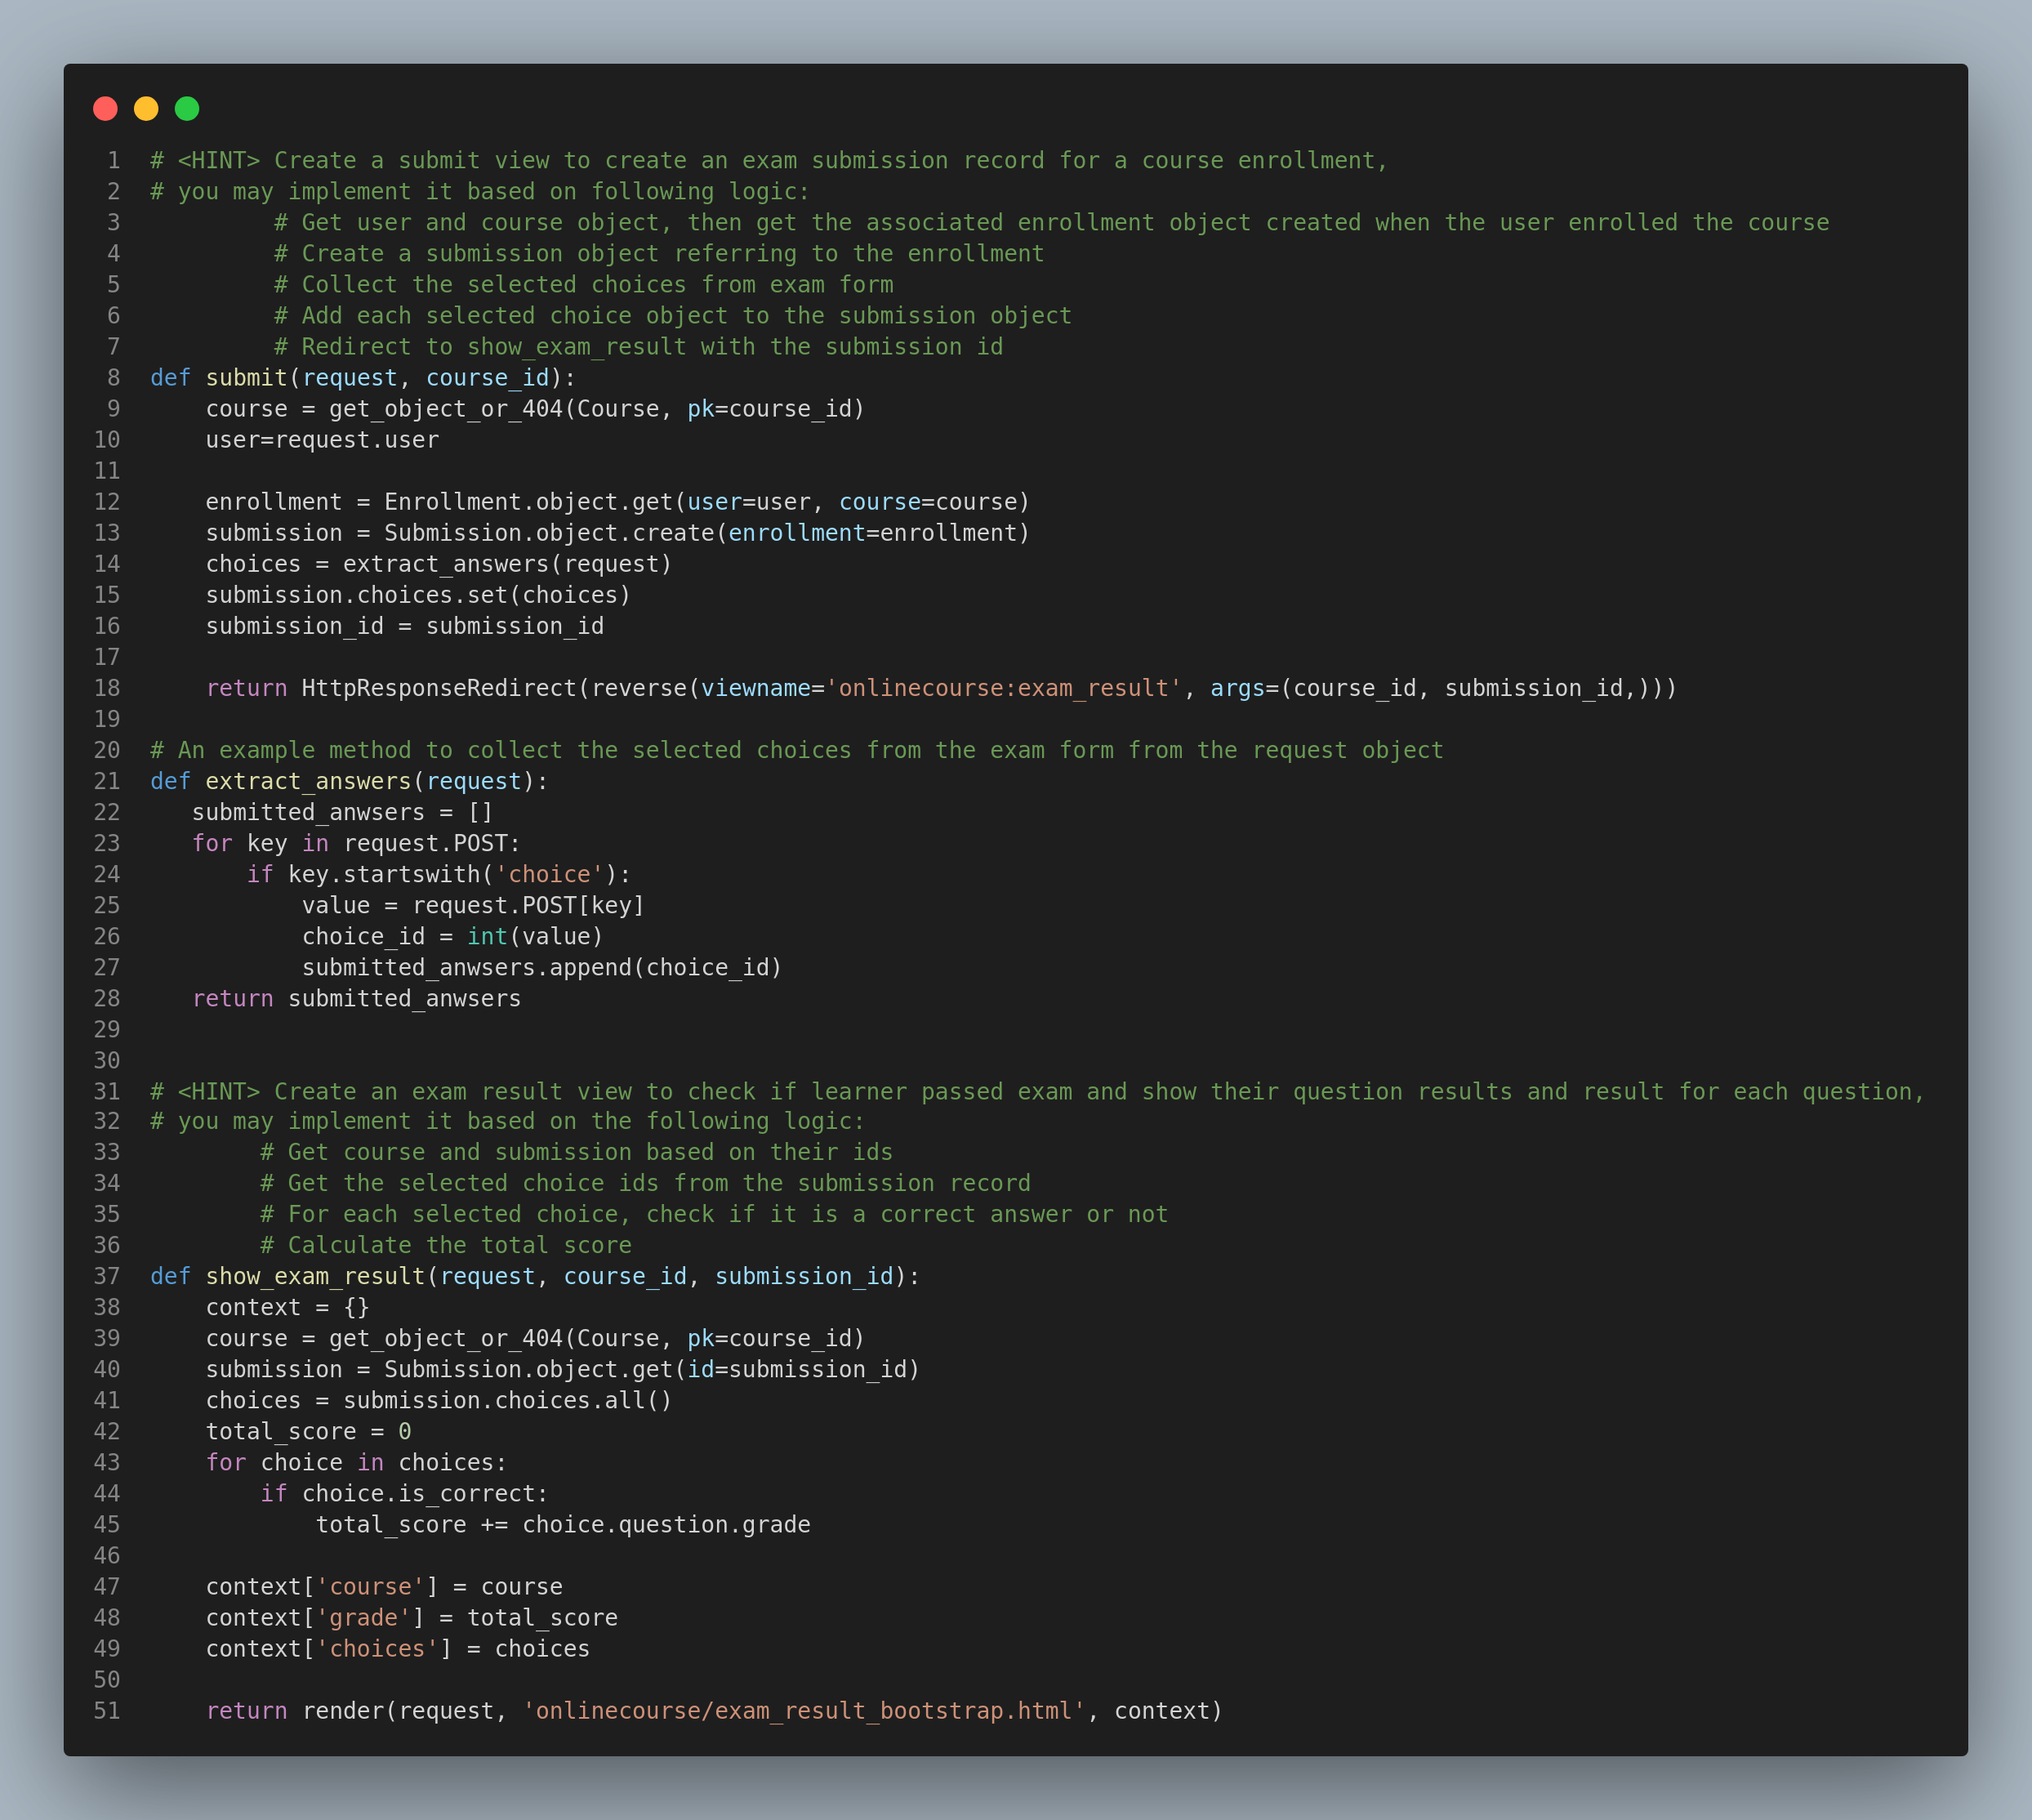 1 # <HINT> Create a submit view to create an exam submission record for a course enrollment,
2 # you may implement it based on following logic:
3          # Get user and course object, then get the associated enrollment object created when the user enrolled the course
4          # Create a submission object referring to the enrollment
5          # Collect the selected choices from exam form
6          # Add each selected choice object to the submission object
7          # Redirect to show_exam_result with the submission id
8 def submit(request, course_id):
9     course = get_object_or_404(Course, pk=course_id)
10     user=request.user
11
12     enrollment = Enrollment.object.get(user=user, course=course)
13     submission = Submission.object.create(enrollment=enrollment)
14     choices = extract_answers(request)
15     submission.choices.set(choices)
16     submission_id = submission_id
17
18     return HttpResponseRedirect(reverse(viewname='onlinecourse:exam_result', args=(course_id, submission_id,)))
19
20 # An example method to collect the selected choices from the exam form from the request object
21 def extract_answers(request):
22    submitted_anwsers = []
23    for key in request.POST:
24        if key.startswith('choice'):
25            value = request.POST[key]
26            choice_id = int(value)
27            submitted_anwsers.append(choice_id)
28    return submitted_anwsers
29
30
31 # <HINT> Create an exam result view to check if learner passed exam and show their question results and result for each question,
32 # you may implement it based on the following logic:
33         # Get course and submission based on their ids
34         # Get the selected choice ids from the submission record
35         # For each selected choice, check if it is a correct answer or not
36         # Calculate the total score
37 def show_exam_result(request, course_id, submission_id):
38     context = {}
39     course = get_object_or_404(Course, pk=course_id)
40     submission = Submission.object.get(id=submission_id)
41     choices = submission.choices.all()
42     total_score = 0
43     for choice in choices:
44         if choice.is_correct:
45             total_score += choice.question.grade
46
47     context['course'] = course
48     context['grade'] = total_score
49     context['choices'] = choices
50
51     return render(request, 'onlinecourse/exam_result_bootstrap.html', context)